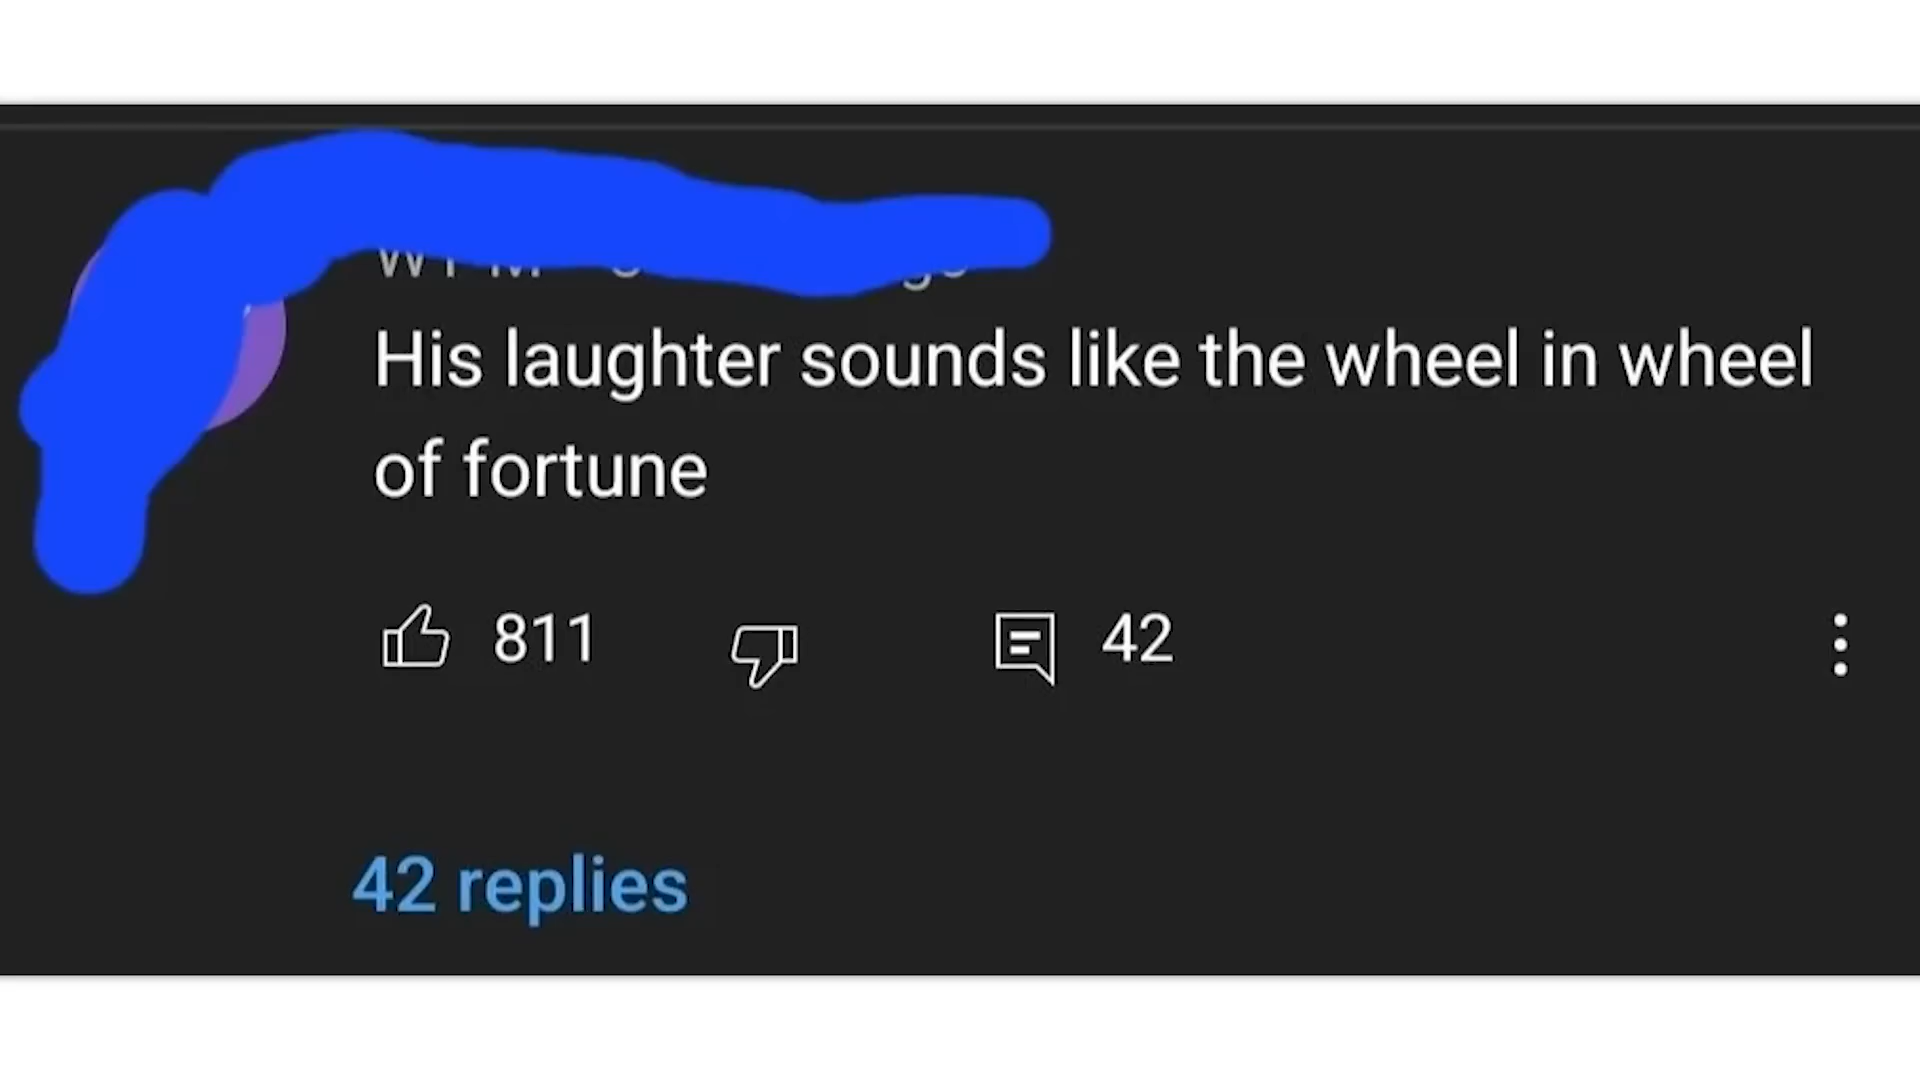 His laughter sounds like the wheel in wheel
of fortune
811 42
42 replies